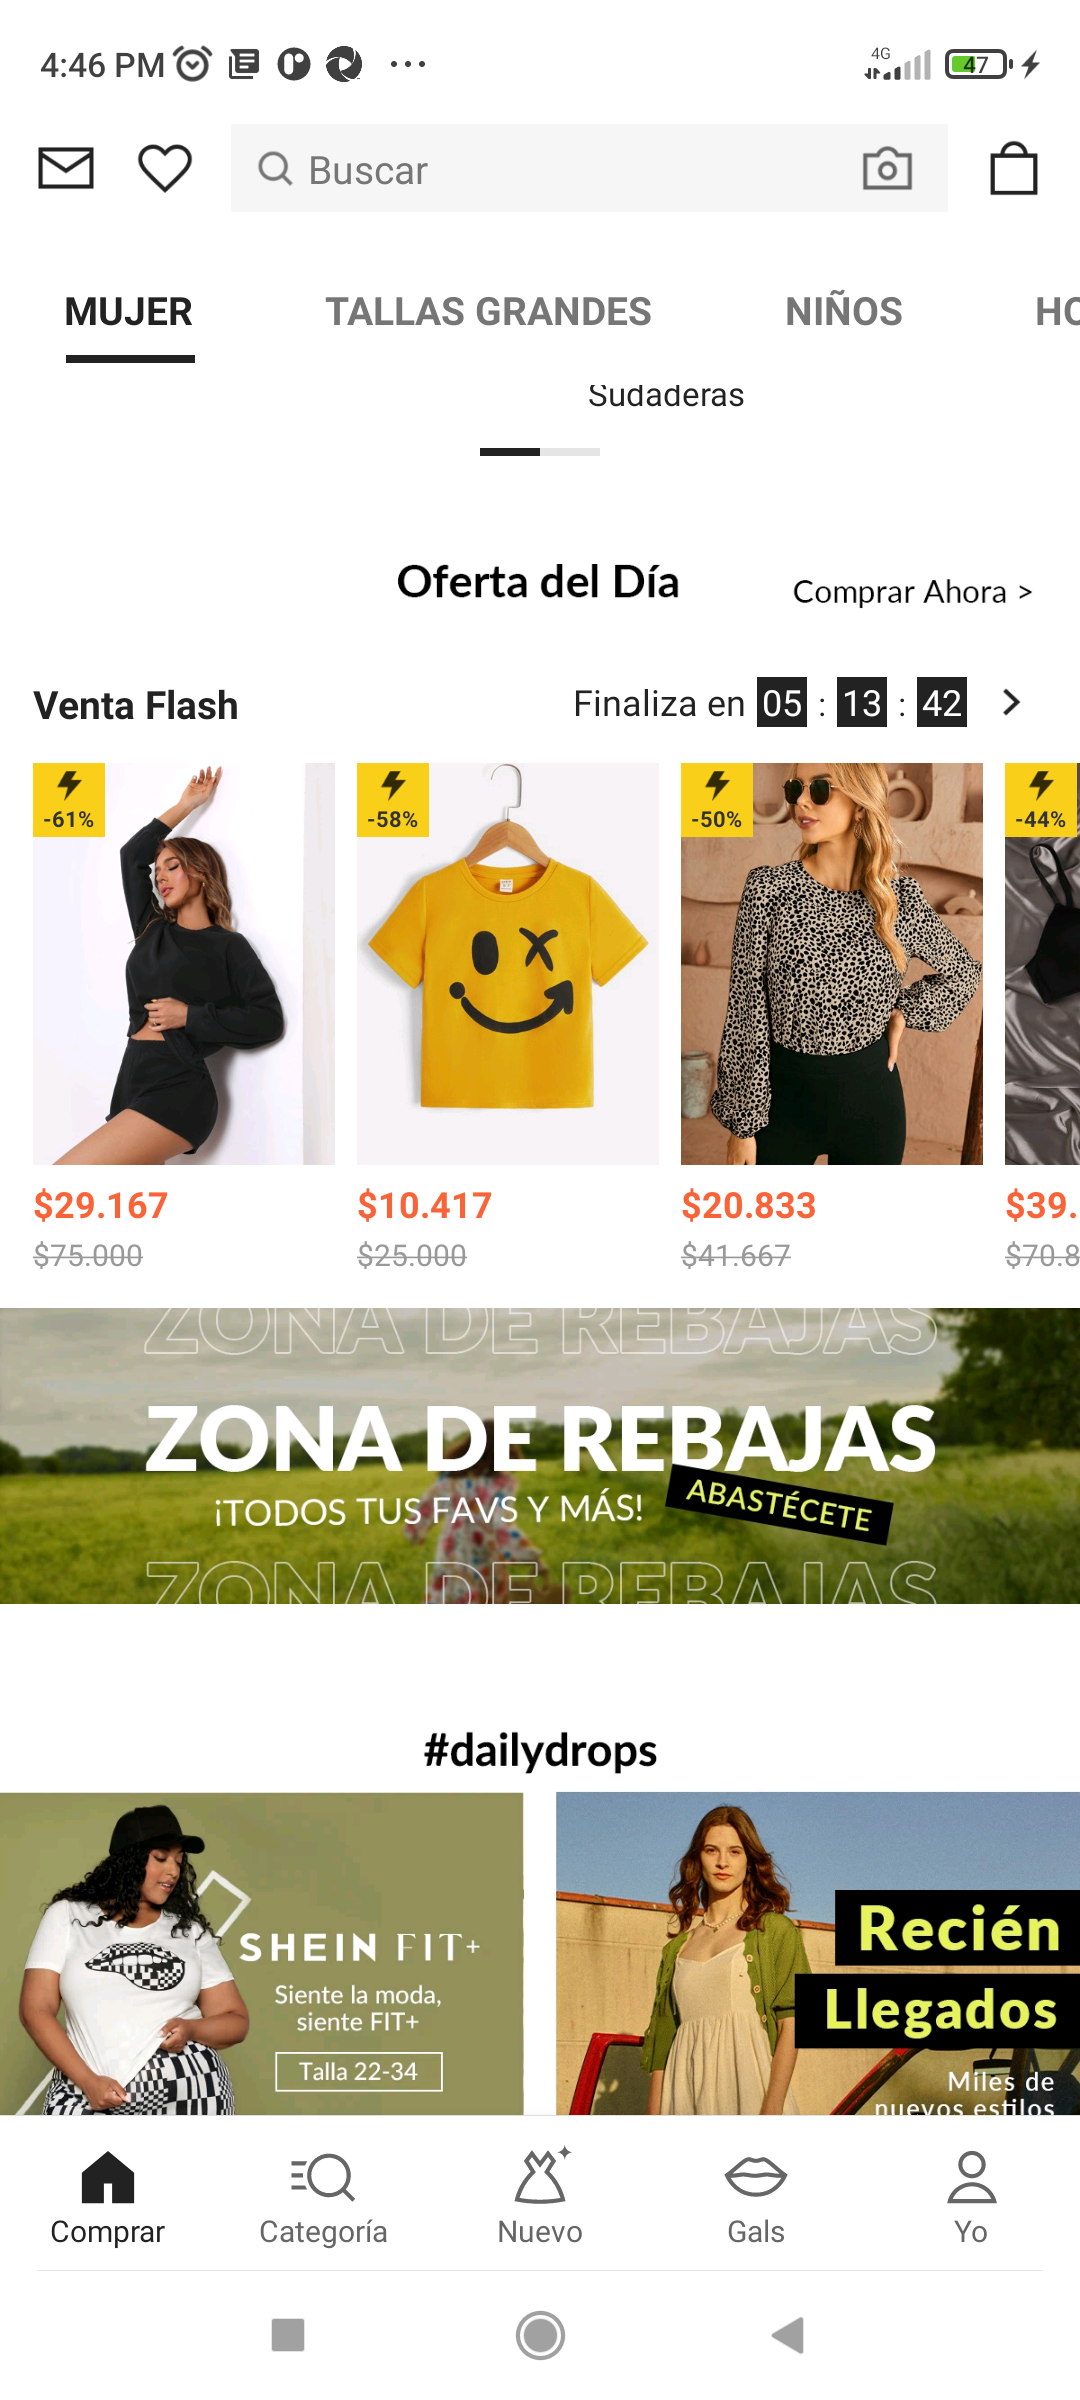 4:46 PM
4G
47
Buscar
MUJER
TALLAS GRANDES
NIÑOS
HO
Sudaderas
Oferta del Día
Comprar Ahora >
Venta Flash
Finaliza en 05 : 13 : 42
-61%
-58%
-50%
-44%
$29.167
$10.417
$20.833
$39.
$75.000
$25.000
$41.667
$70.8
ZONA DE REBAJAS
ZONA DE REBAJAS
¡TODOS TUS FAVS Y MÁS!
ABASTÉCETE
ZONA DE REBAJAS
#dailydrops
SHEIN FIT+
Siente la moda,
siente FIT+
Talla 22-34
Recién
Llegados
Miles de
nuevos estilos
Comprar
Categoría
Nuevo
Gals
Yo